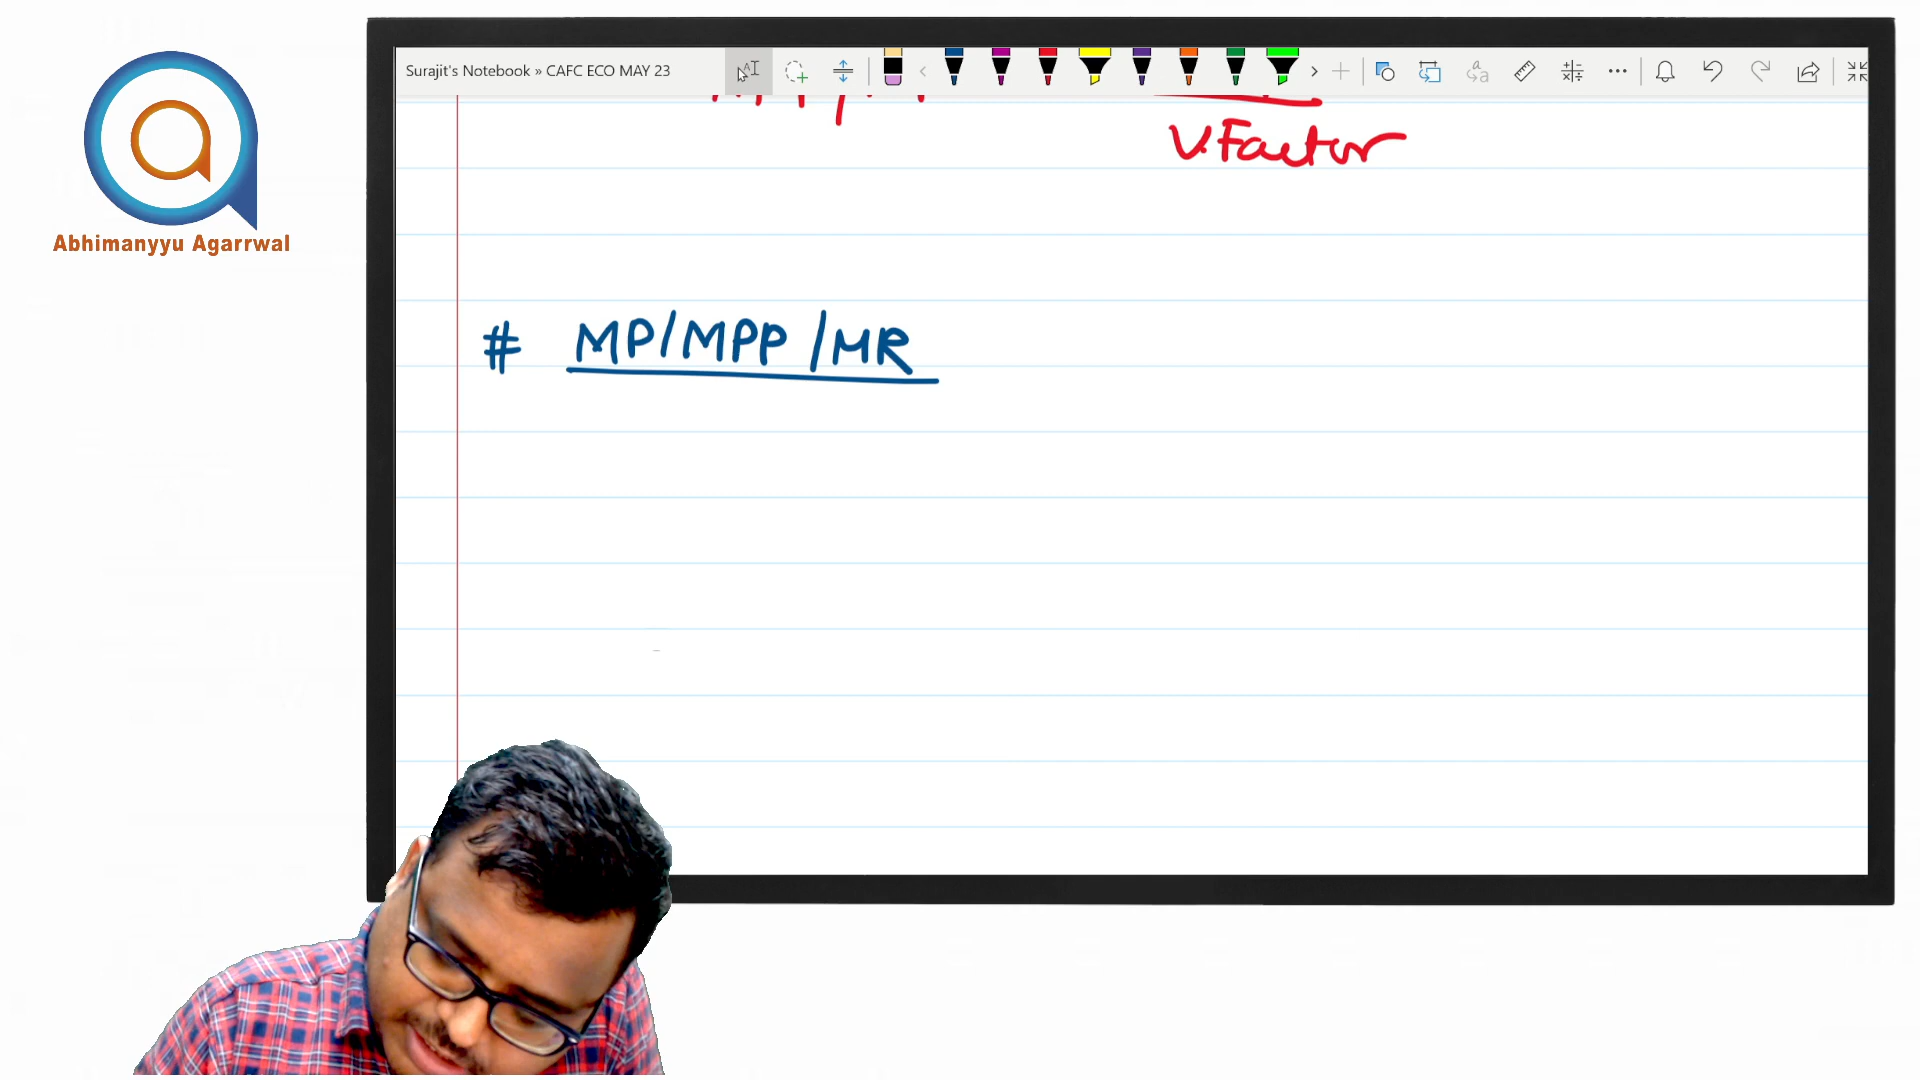 Surajit's Notebook » CAFC ECO MAY 23
V.Factor
Abhimanyyu Agarrwal
# MP/MPP/MR